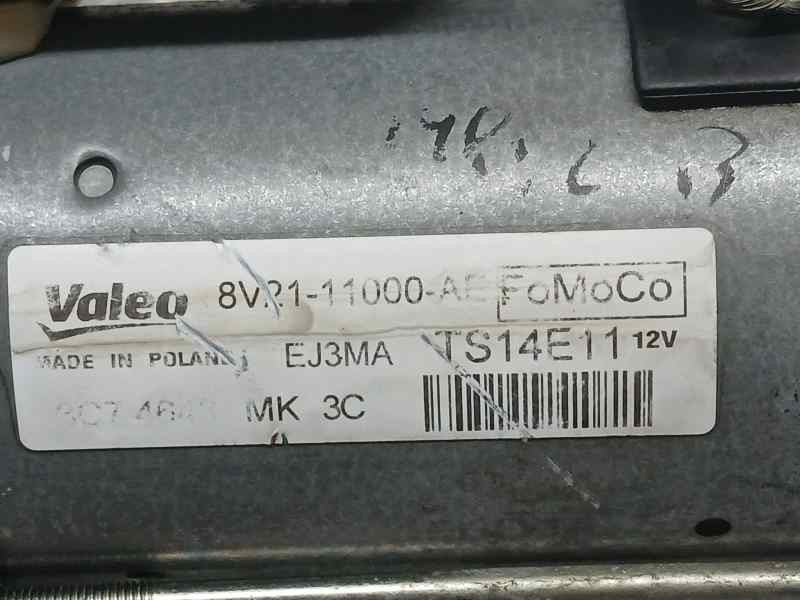 Valeo 8V21-11000-AE FoMoCo
MADE IN POLAND EJ3MA TS14E11 12V
MK 3C